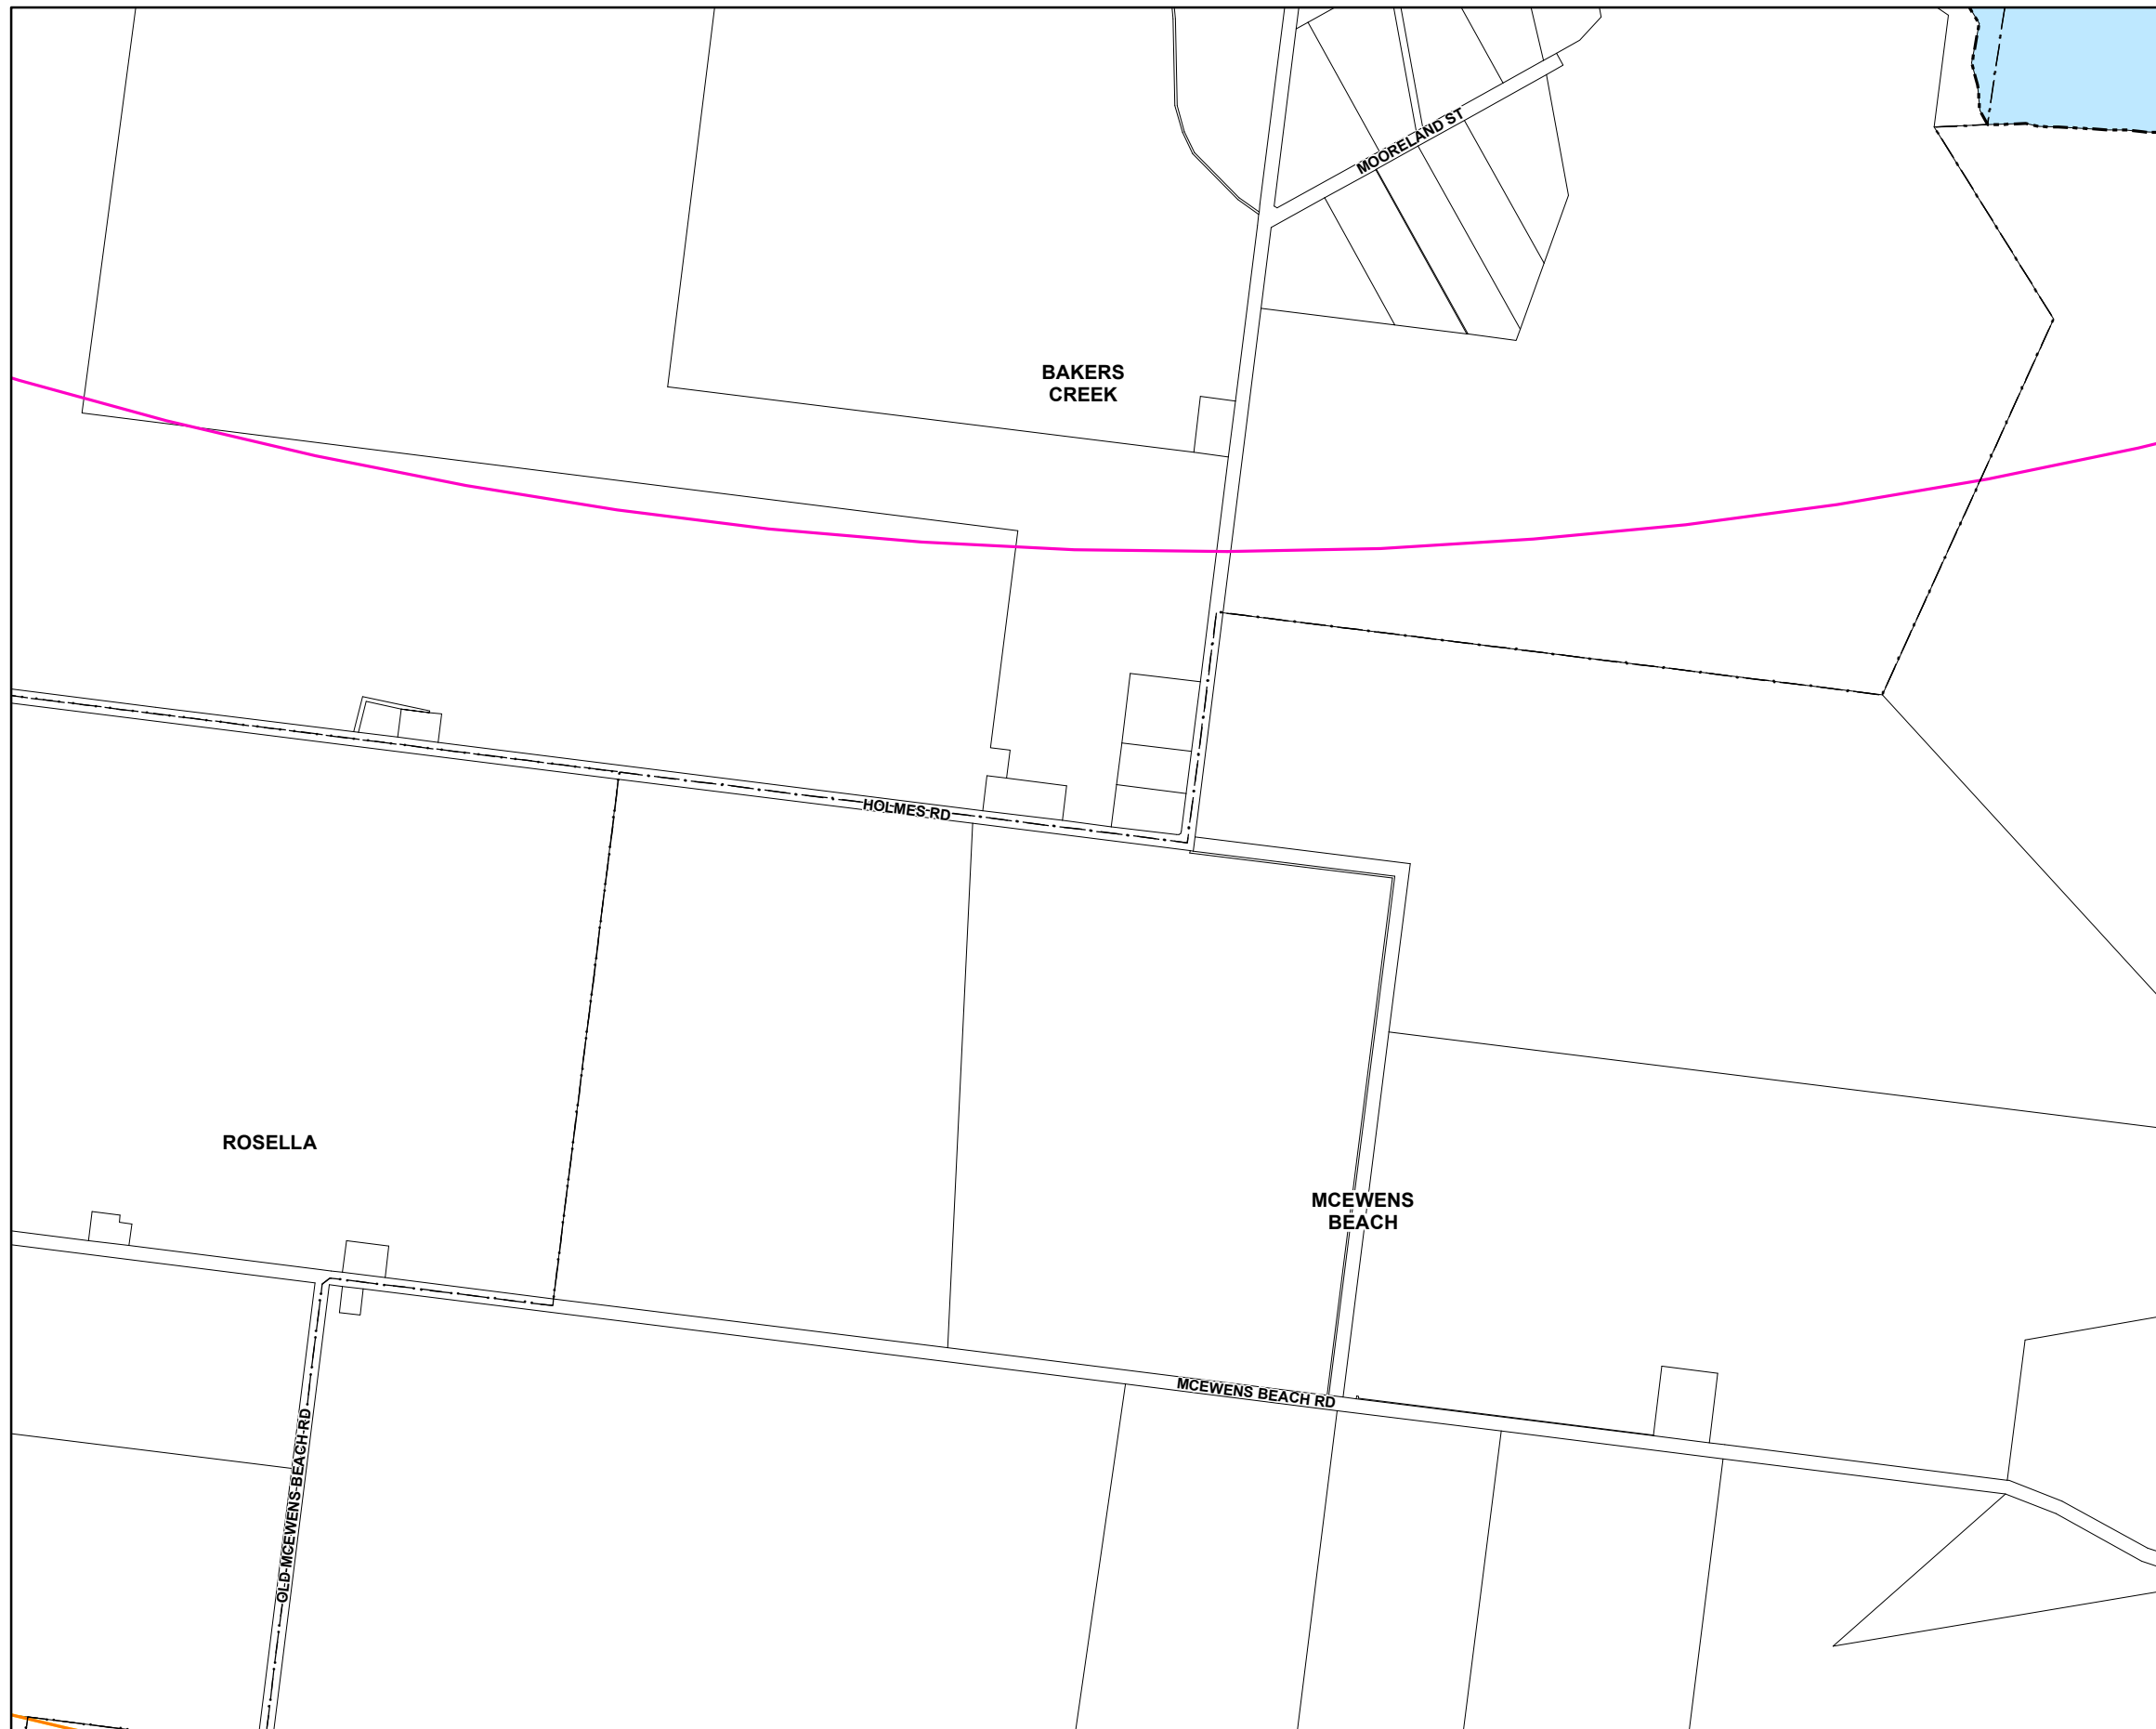 MOORELAND ST
BAKERS
CREEK
HOLMES RD
ROSELLA
MCEWENS
BEACH
MCEWENS BEACH RD
OLD MCEWENS BEACH RD